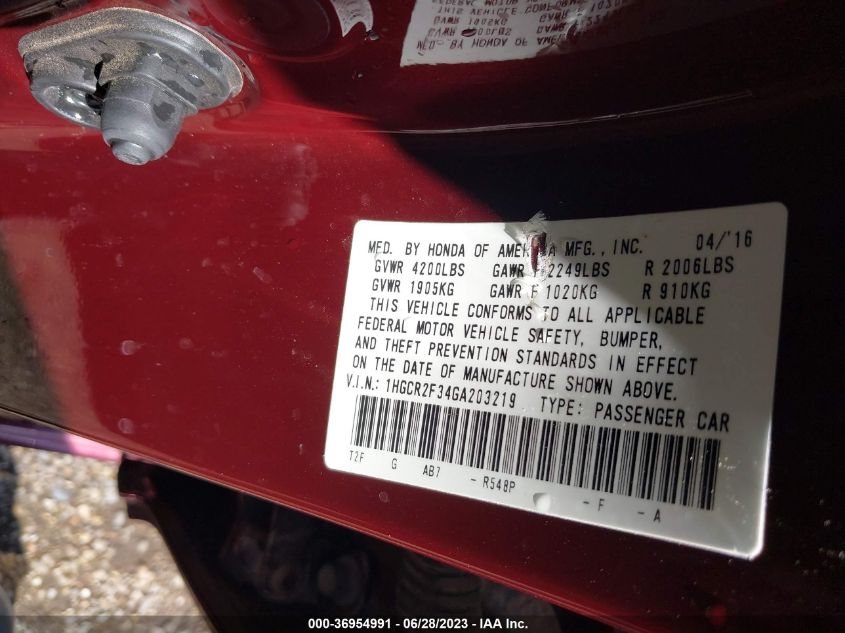 MFD. BY HONDA OF AMERICA MFG., INC. 04/'16
GVWR 4200LBS GAWR F 2249LBS R 2006LBS
GVWR 1905KG GAWR F 1020KG R 910KG
THIS VEHICLE CONFORMS TO ALL APPLICABLE
FEDERAL MOTOR VEHICLE SAFETY, BUMPER,
AND THEFT PREVENTION STANDARDS IN EFFECT
ON THE DATE OF MANUFACTURE SHOWN ABOVE.
V.I.N.: 1HGCR2F34GA203219 TYPE: PASSENGER CAR
T2F G AB7 - R548P - F - A
000-36954991 - 06/28/2023 - IAA Inc.